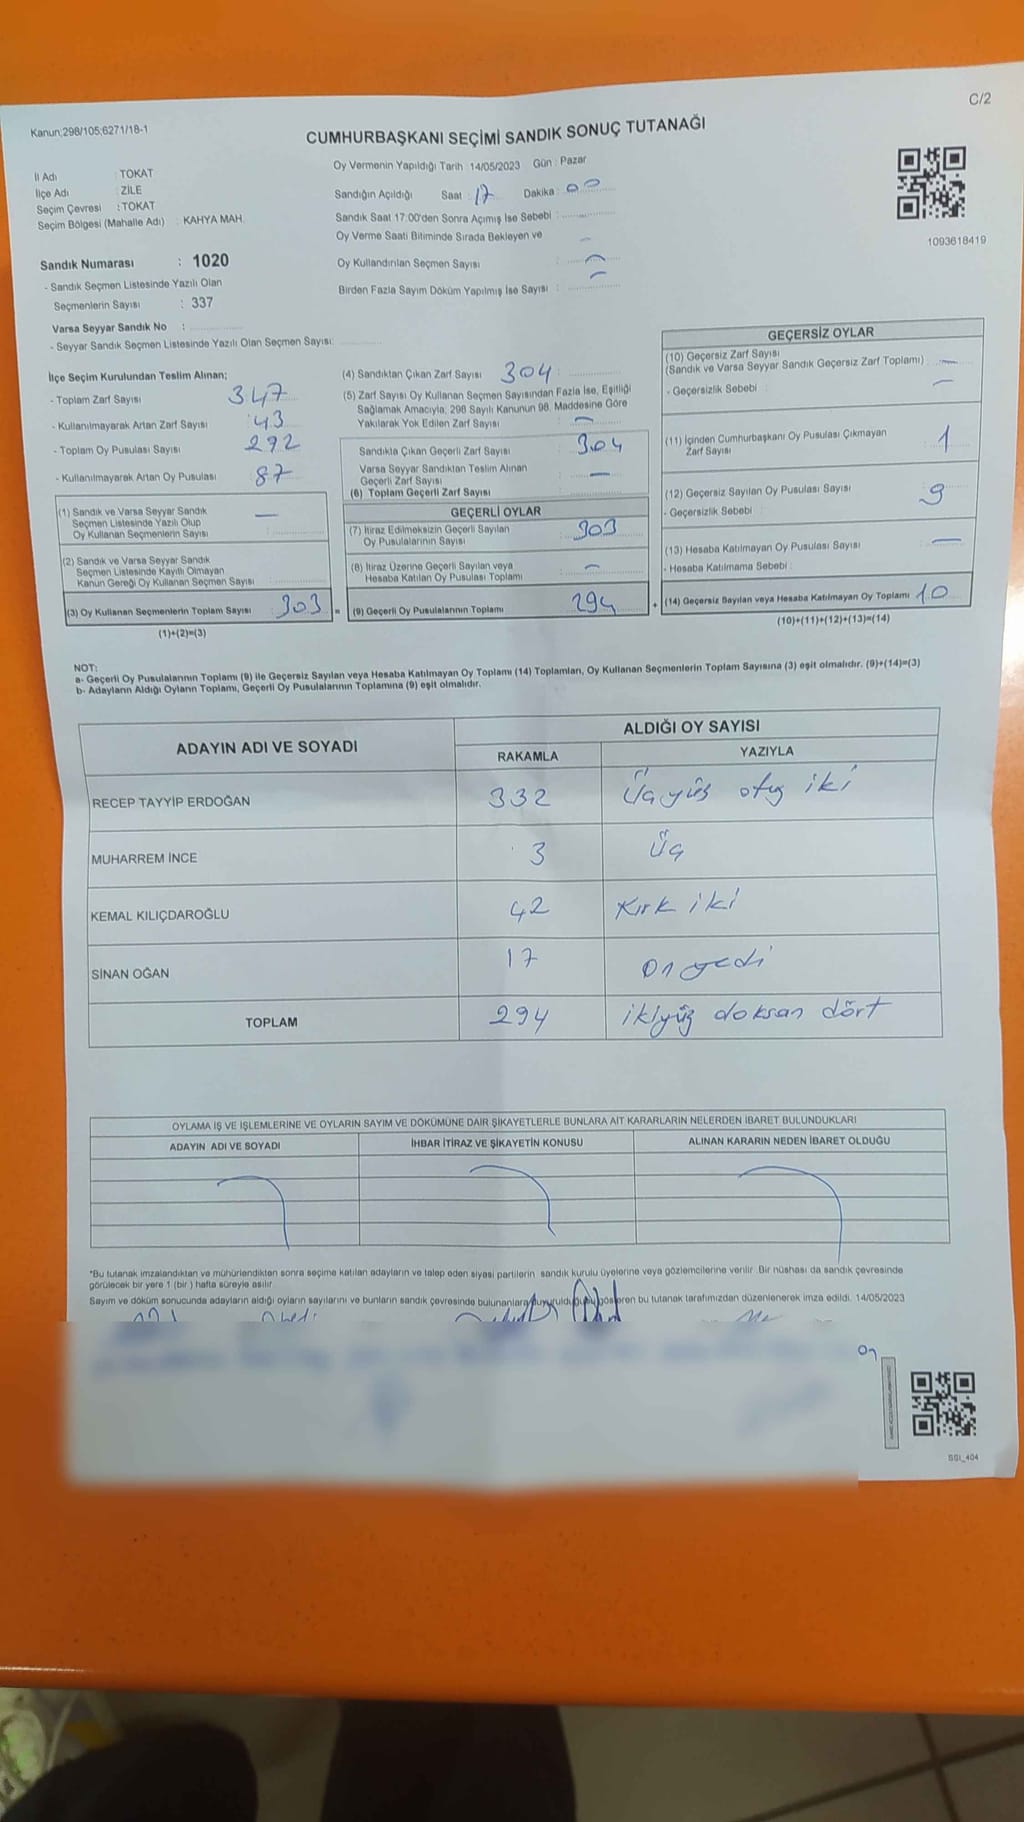 C/2
Kanun;298/105;6271/18-1
CUMHURBAŞKANI SEÇİMİ SANDIK SONUÇ TUTANAĞI
İl Adı : TOKAT
İlçe Adı : ZİLE
Seçim Çevresi : TOKAT
Seçim Bölgesi (Mahalle Adı) : KAHYA MAH.
Oy Vermenin Yapıldığı Tarih : 14/05/2023 Gün : Pazar
Sandığın Açıldığı Saat : 17 Dakika : 00
Sandık Saat 17:00'den Sonra Açımış İse Sebebi :
Oy Verme Saati Bitiminde Sırada Bekleyen ve
Oy Kullandırılan Seçmen Sayısı :
Birden Fazla Sayım Döküm Yapılmış İse Sayısı :
1093618419
Sandık Numarası : 1020
- Sandık Seçmen Listesinde Yazılı Olan
Seçmenlerin Sayısı : 337
Varsa Seyyar Sandık No :
- Seyyar Sandık Seçmen Listesinde Yazılı Olan Seçmen Sayısı:
İlçe Seçim Kurulundan Teslim Alınan;
- Toplam Zarf Sayısı 347
- Kullanılmayarak Artan Zarf Sayısı 43
- Toplam Oy Pusulası Sayısı 292
- Kullanılmayarak Artan Oy Pusulası 87
(1) Sandık ve Varsa Seyyar Sandık
Seçmen Listesinde Yazılı Olup
Oy Kullanan Seçmenlerin Sayısı —
(2) Sandık ve Varsa Seyyar Sandık
Seçmen Listesinde Kayıtlı Olmayan
Kanun Gereği Oy Kullanan Seçmen Sayısı
(3) Oy Kullanan Seçmenlerin Toplam Sayısı 303 =
(1)+(2)=(3)
(4) Sandıktan Çıkan Zarf Sayısı 304
(5) Zarf Sayısı Oy Kullanan Seçmen Sayısından Fazla İse, Eşitliği
Sağlamak Amacıyla, 298 Sayılı Kanunun 98. Maddesine Göre
Yakılarak Yok Edilen Zarf Sayısı —
Sandıkta Çıkan Geçerli Zarf Sayısı 304
Varsa Seyyar Sandıktan Teslim Alınan
Geçerli Zarf Sayısı —
(6) Toplam Geçerli Zarf Sayısı
GEÇERLİ OYLAR
(7) İtiraz Edilmeksizin Geçerli Sayılan
Oy Pusulalarının Sayısı 303
(8) İtiraz Üzerine Geçerli Sayılan veya
Hesaba Katılan Oy Pusulası Toplamı —
(9) Geçerli Oy Pusulalarının Toplamı 294 +
GEÇERSİZ OYLAR
(10) Geçersiz Zarf Sayısı
(Sandık ve Varsa Seyyar Sandık Geçersiz Zarf Toplamı) —
- Geçersizlik Sebebi : —
(11) İçinden Cumhurbaşkanı Oy Pusulası Çıkmayan
Zarf Sayısı 1
(12) Geçersiz Sayılan Oy Pusulası Sayısı 9
- Geçersizlik Sebebi :
(13) Hesaba Katılmayan Oy Pusulası Sayısı —
- Hesaba Katılmama Sebebi :
(14) Geçersiz Sayılan veya Hesaba Katılmayan Oy Toplamı 10
(10)+(11)+(12)+(13)=(14)
NOT:
a- Geçerli Oy Pusulalarının Toplamı (9) ile Geçersiz Sayılan veya Hesaba Katılmayan Oy Toplamı (14) Toplamları, Oy Kullanan Seçmenlerin Toplam Sayısına (3) eşit olmalıdır. (9)+(14)=(3)
b- Adayların Aldığı Oyların Toplamı, Geçerli Oy Pusulalarının Toplamına (9) eşit olmalıdır.
ADAYIN ADI VE SOYADI
ALDIĞI OY SAYISI
RAKAMLA YAZIYLA
RECEP TAYYİP ERDOĞAN 332 Üçyüs otuz iki
MUHARREM İNCE 3 Üç
KEMAL KILIÇDAROĞLU 42 Kırk iki
SİNAN OĞAN 17 On yedi
TOPLAM 294 ikiyüz doksan dört
OYLAMA İŞ VE İŞLEMLERİNE VE OYLARIN SAYIM VE DÖKÜMÜNE DAİR ŞİKAYETLERLE BUNLARA AİT KARARLARIN NELERDEN İBARET BULUNDUKLARI
ADAYIN ADI VE SOYADI İHBAR İTİRAZ VE ŞİKAYETİN KONUSU ALINAN KARARIN NEDEN İBARET OLDUĞU
*Bu tutanak imzalandıktan ve mühürlendikten sonra seçime katılan adayların ve talep eden siyasi partilerin sandık kurulu üyelerine veya gözlemcilerine verilir. Bir nüshası da sandık çevresinde
görülecek bir yere 1 (bir ) hafta süreyle asılır.
Sayım ve döküm sonucunda adayların aldığı oyların sayılarını ve bunların sandık çevresinde bulunanlara duyurulduğunu gösteren bu tutanak tarafımızdan düzenlenerek imza edildi. 14/05/2023
SGI_404